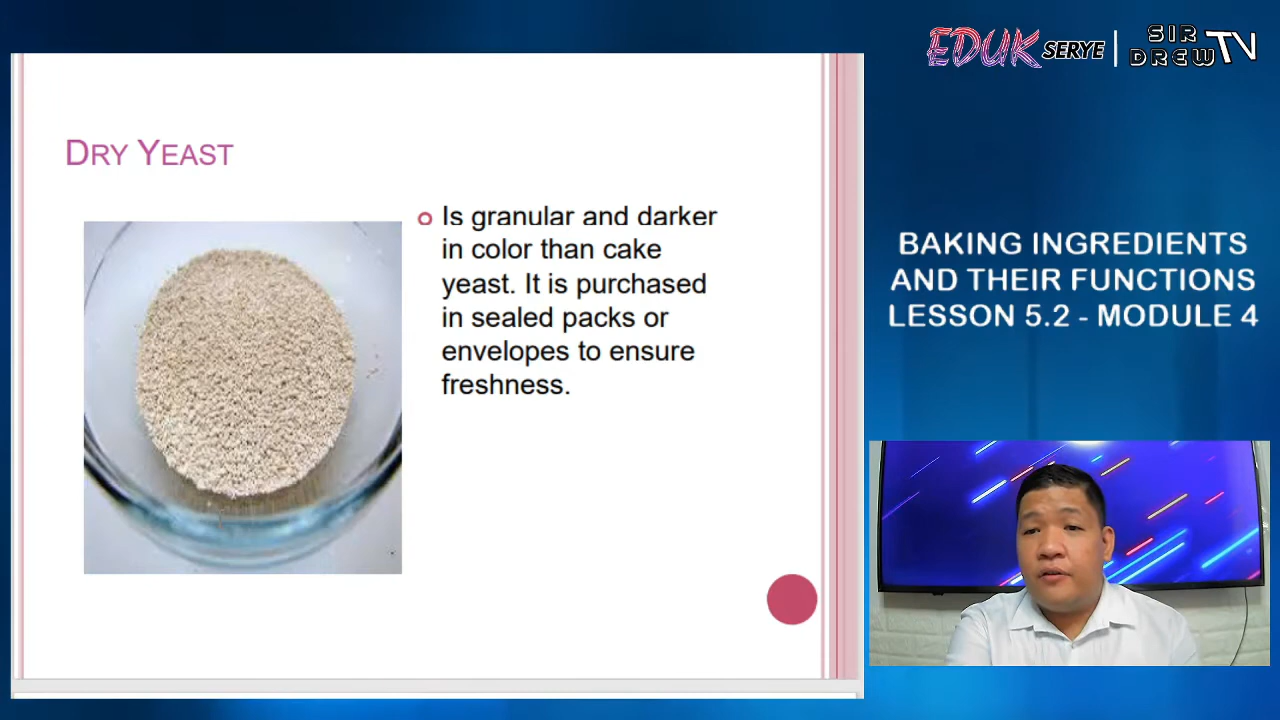 EDUK SERYE | SIR DREW TV
DRY YEAST
Is granular and darker
in color than cake
yeast. It is purchased
in sealed packs or
envelopes to ensure
freshness.
BAKING INGREDIENTS
AND THEIR FUNCTIONS
LESSON 5.2 - MODULE 4